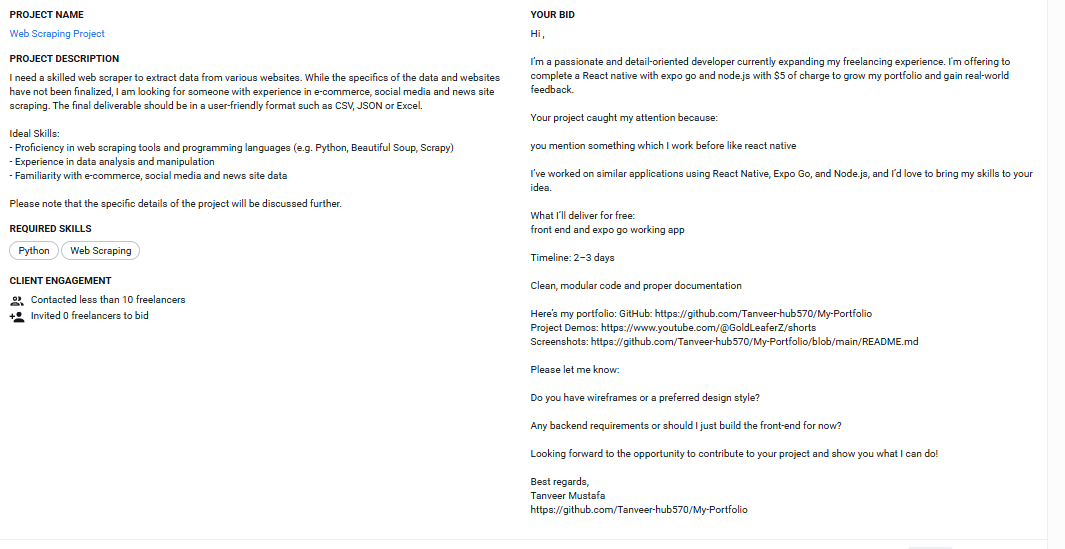 PROJECT NAME
Web Scraping Project
PROJECT DESCRIPTION
I need a skilled web scraper to extract data from various websites. While the specifics of the data and websites
have not been finalized, I am looking for someone with experience in e-commerce, social media and news site
scraping. The final deliverable should be in a user-friendly format such as CSV, JSON or Excel.
Ideal Skills:
- Proficiency in web scraping tools and programming languages (e.g. Python, Beautiful Soup, Scrapy)
- Experience in data analysis and manipulation
- Familiarity with e-commerce, social media and news site data
Please note that the specific details of the project will be discussed further.
REQUIRED SKILLS
Python
Web Scraping
CLIENT ENGAGEMENT
Contacted less than 10 freelancers
Invited 0 freelancers to bid
YOUR BID
Hi ,
I'm a passionate and detail-oriented developer currently expanding my freelancing experience. I'm offering to
complete a React native with expo go and node.js with $5 of charge to grow my portfolio and gain real-world
feedback.
Your project caught my attention because:
you mention something which I work before like react native
I've worked on similar applications using React Native, Expo Go, and Node.js, and I'd love to bring my skills to your
idea.
What I'll deliver for free:
front end and expo go working app
Timeline: 2–3 days
Clean, modular code and proper documentation
Here's my portfolio: GitHub: https://github.com/Tanveer-hub570/My-Portfolio
Project Demos: https://www.youtube.com/@GoldLeaferZ/shorts
Screenshots: https://github.com/Tanveer-hub570/My-Portfolio/blob/main/README.md
Please let me know:
Do you have wireframes or a preferred design style?
Any backend requirements or should I just build the front-end for now?
Looking forward to the opportunity to contribute to your project and show you what I can do!
Best regards,
Tanveer Mustafa
https://github.com/Tanveer-hub570/My-Portfolio